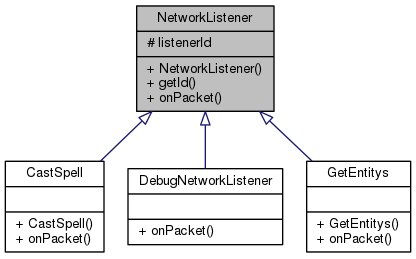 NetworkListener
# listenerId
+ NetworkListener()
+ getId()
+ onPacket()
CastSpell
+ CastSpell()
+ onPacket()
DebugNetworkListener
+ onPacket()
GetEntitys
+ GetEntitys()
+ onPacket()